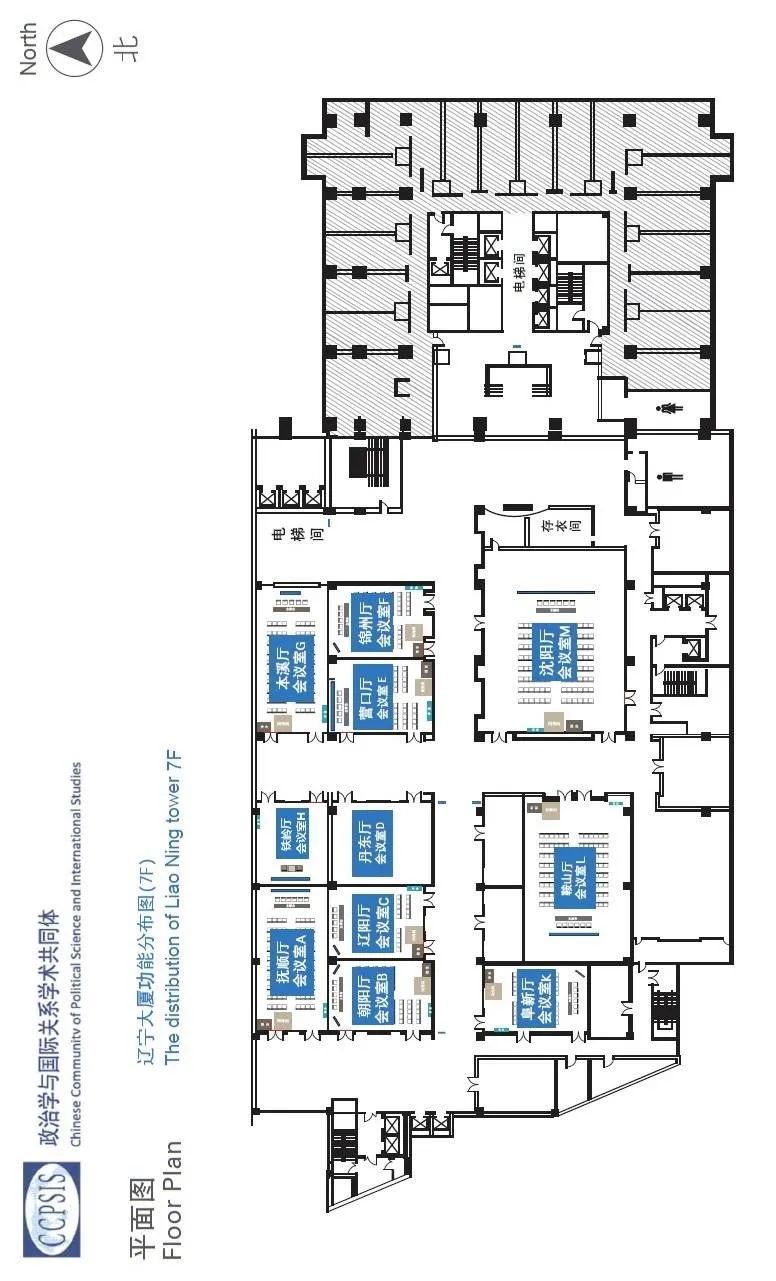 North
北
CCPSIS
政治学与国际关系学术共同体
Chinese Community of Political Science and International Studies
平面图
Floor Plan
辽宁大厦功能分布图(7F)
The distribution of Liao Ning tower 7F
抚顺厅
会议室A
铁岭厅
会议室H
本溪厅
会议室G
电梯间
朝阳厅
会议室B
辽阳厅
会议室C
丹东厅
会议室D
营口厅
会议室E
锦州厅
会议室F
阜新厅
会议室K
鞍山厅
会议室L
沈阳厅
会议室M
存衣间
电梯间